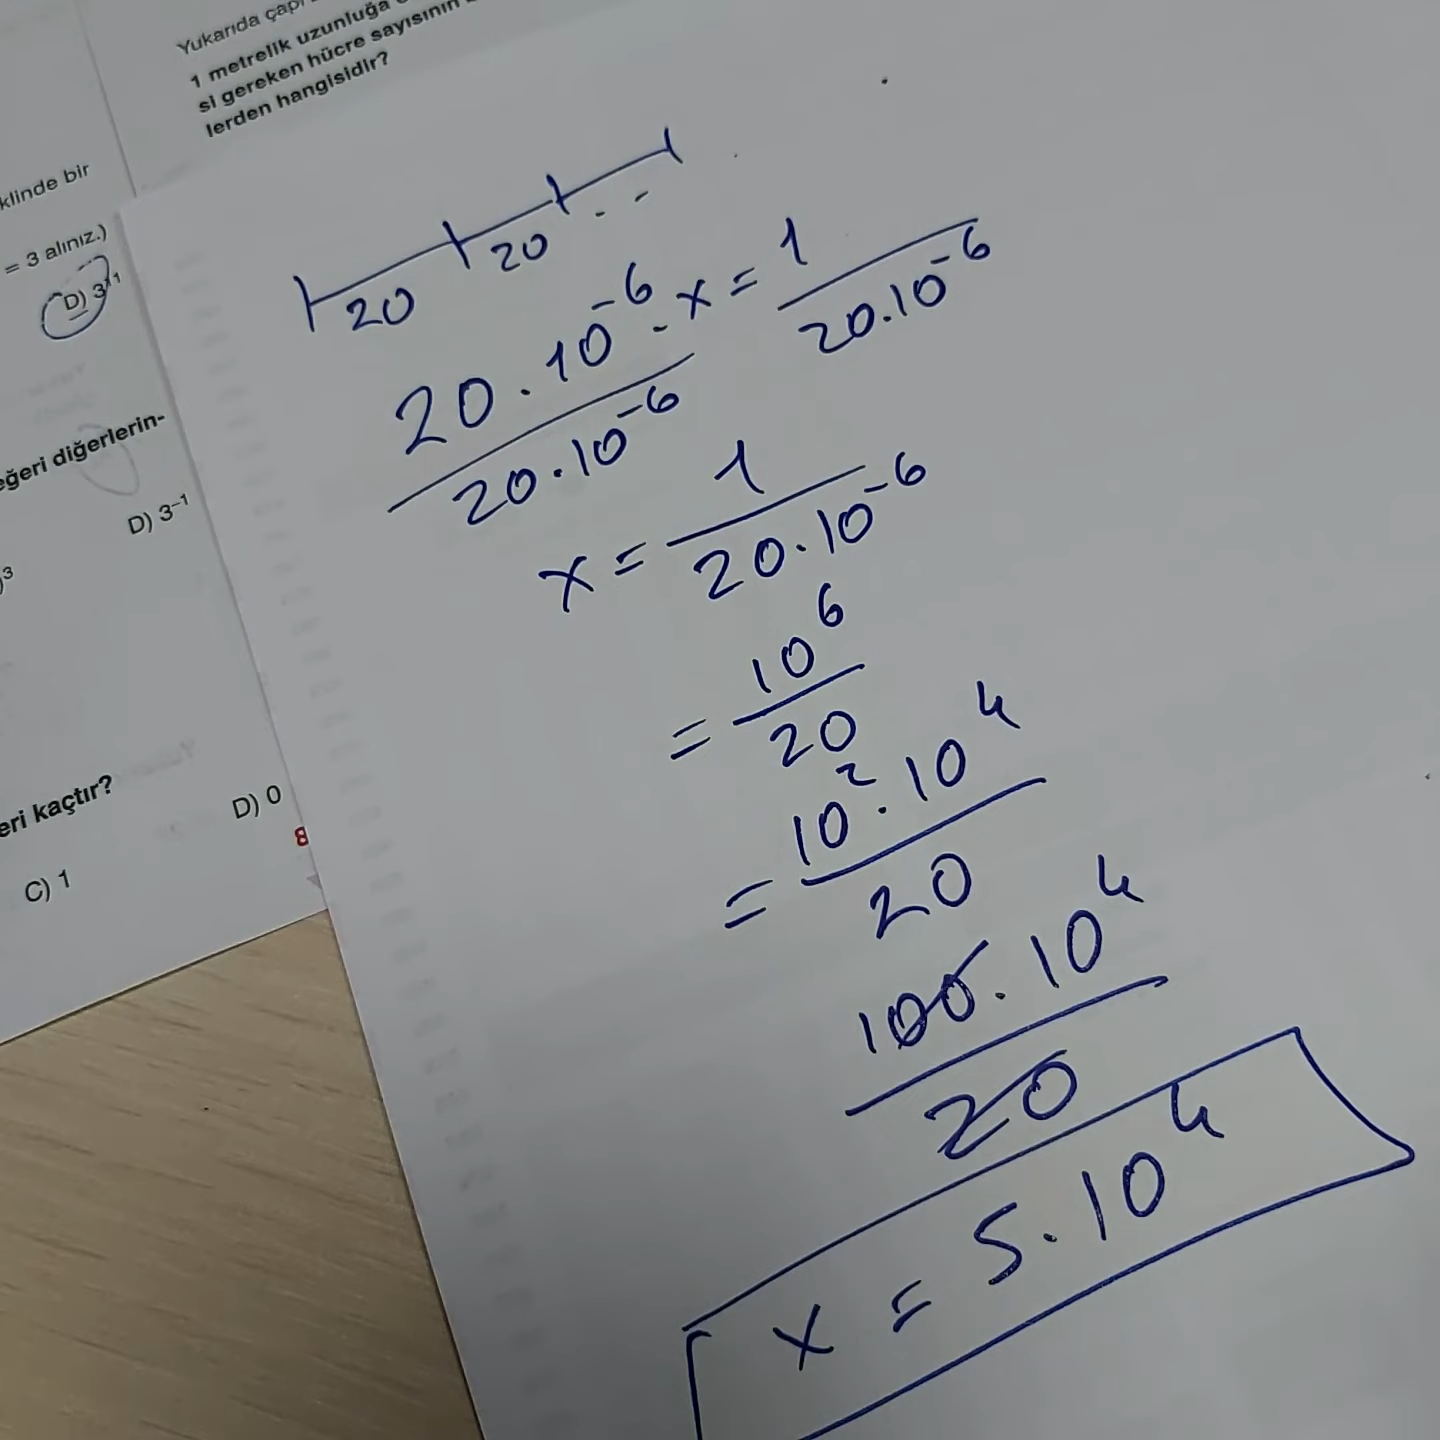 Yukarıda çapı
1 metrelik uzunluğa
si gereken hücre sayısının
lerden hangisidir?
klinde bir
= 3 alınız.)
D) 3¹¹
eğeri diğerlerin-
D) 3⁻¹
)³
eri kaçtır?
D) 0
C) 1
20 20 . .
20 . 10⁻⁶ . x = 1
20 . 10⁻⁶ 20.10⁻⁶
x = 1
20.10⁻⁶
= 10⁶
20
= 10² . 10⁴
20
100 . 10⁴
20
x = 5.10⁴